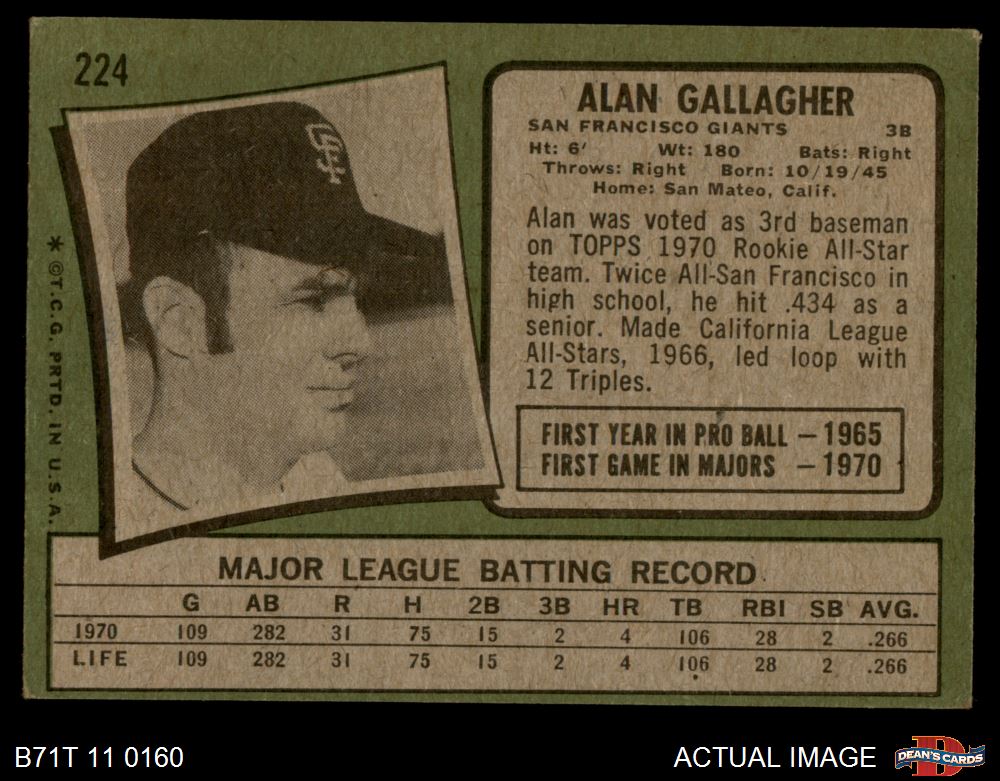 224
SF
* ©T.C.G. PRTD. IN U.S.A.
ALAN GALLAGHER
SAN FRANCISCO GIANTS 3B
Ht: 6' Wt: 180 Bats: Right
Throws: Right Born: 10/19/45
Home: San Mateo, Calif.
Alan was voted as 3rd baseman
on TOPPS 1970 Rookie All-Star
team. Twice All-San Francisco in
high school, he hit .434 as a
senior. Made California League
All-Stars, 1966, led loop with
12 Triples.
FIRST YEAR IN PRO BALL — 1965
FIRST GAME IN MAJORS — 1970
MAJOR LEAGUE BATTING RECORD
G AB R H 2B 3B HR TB RBI SB AVG.
1970 109 282 31 75 15 2 4 106 28 2 .266
LIFE 109 282 31 75 15 2 4 106 28 2 .266
B71T 11 0160
ACTUAL IMAGE
D
DEAN'S CARDS